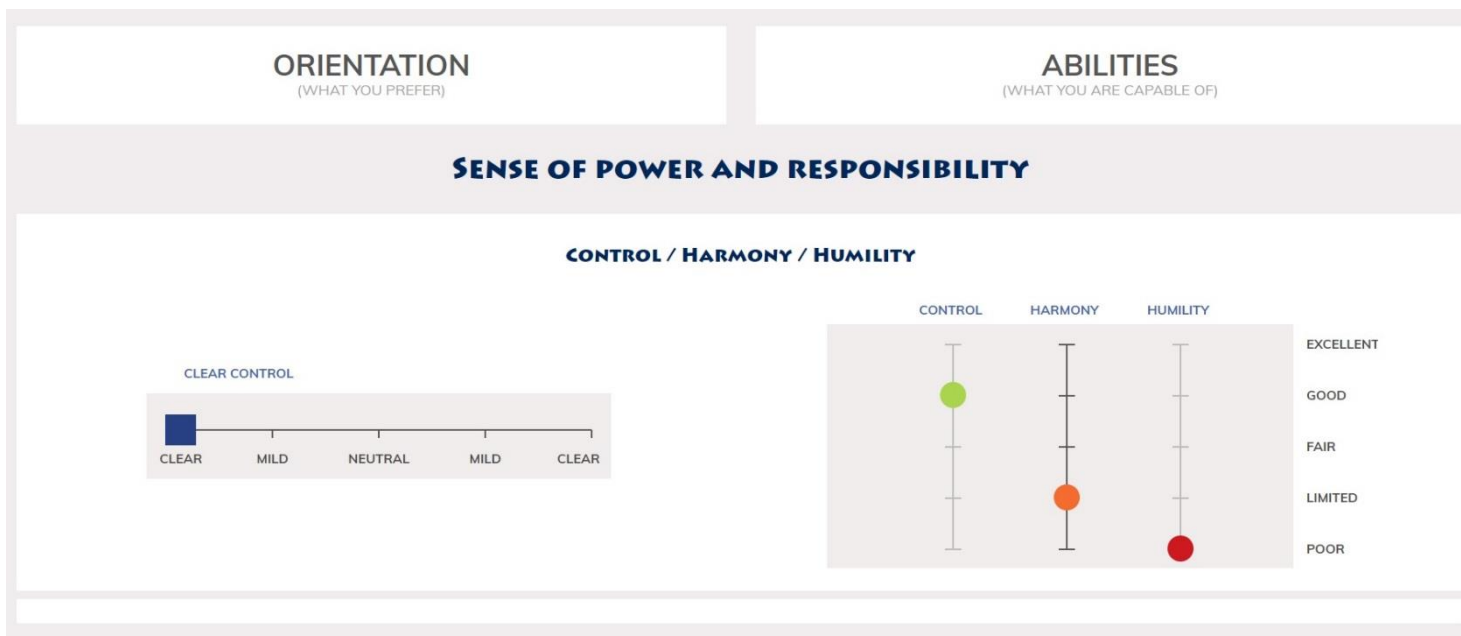 ORIENTATION
(WHAT YOU PREFER)
ABILITIES
(WHAT YOU ARE CAPABLE OF)
SENSE OF POWER AND RESPONSIBILITY
CONTROL / HARMONY / HUMILITY
CLEAR CONTROL
CLEAR MILD NEUTRAL MILD CLEAR
CONTROL HARMONY HUMILITY
EXCELLENT
GOOD
FAIR
LIMITED
POOR